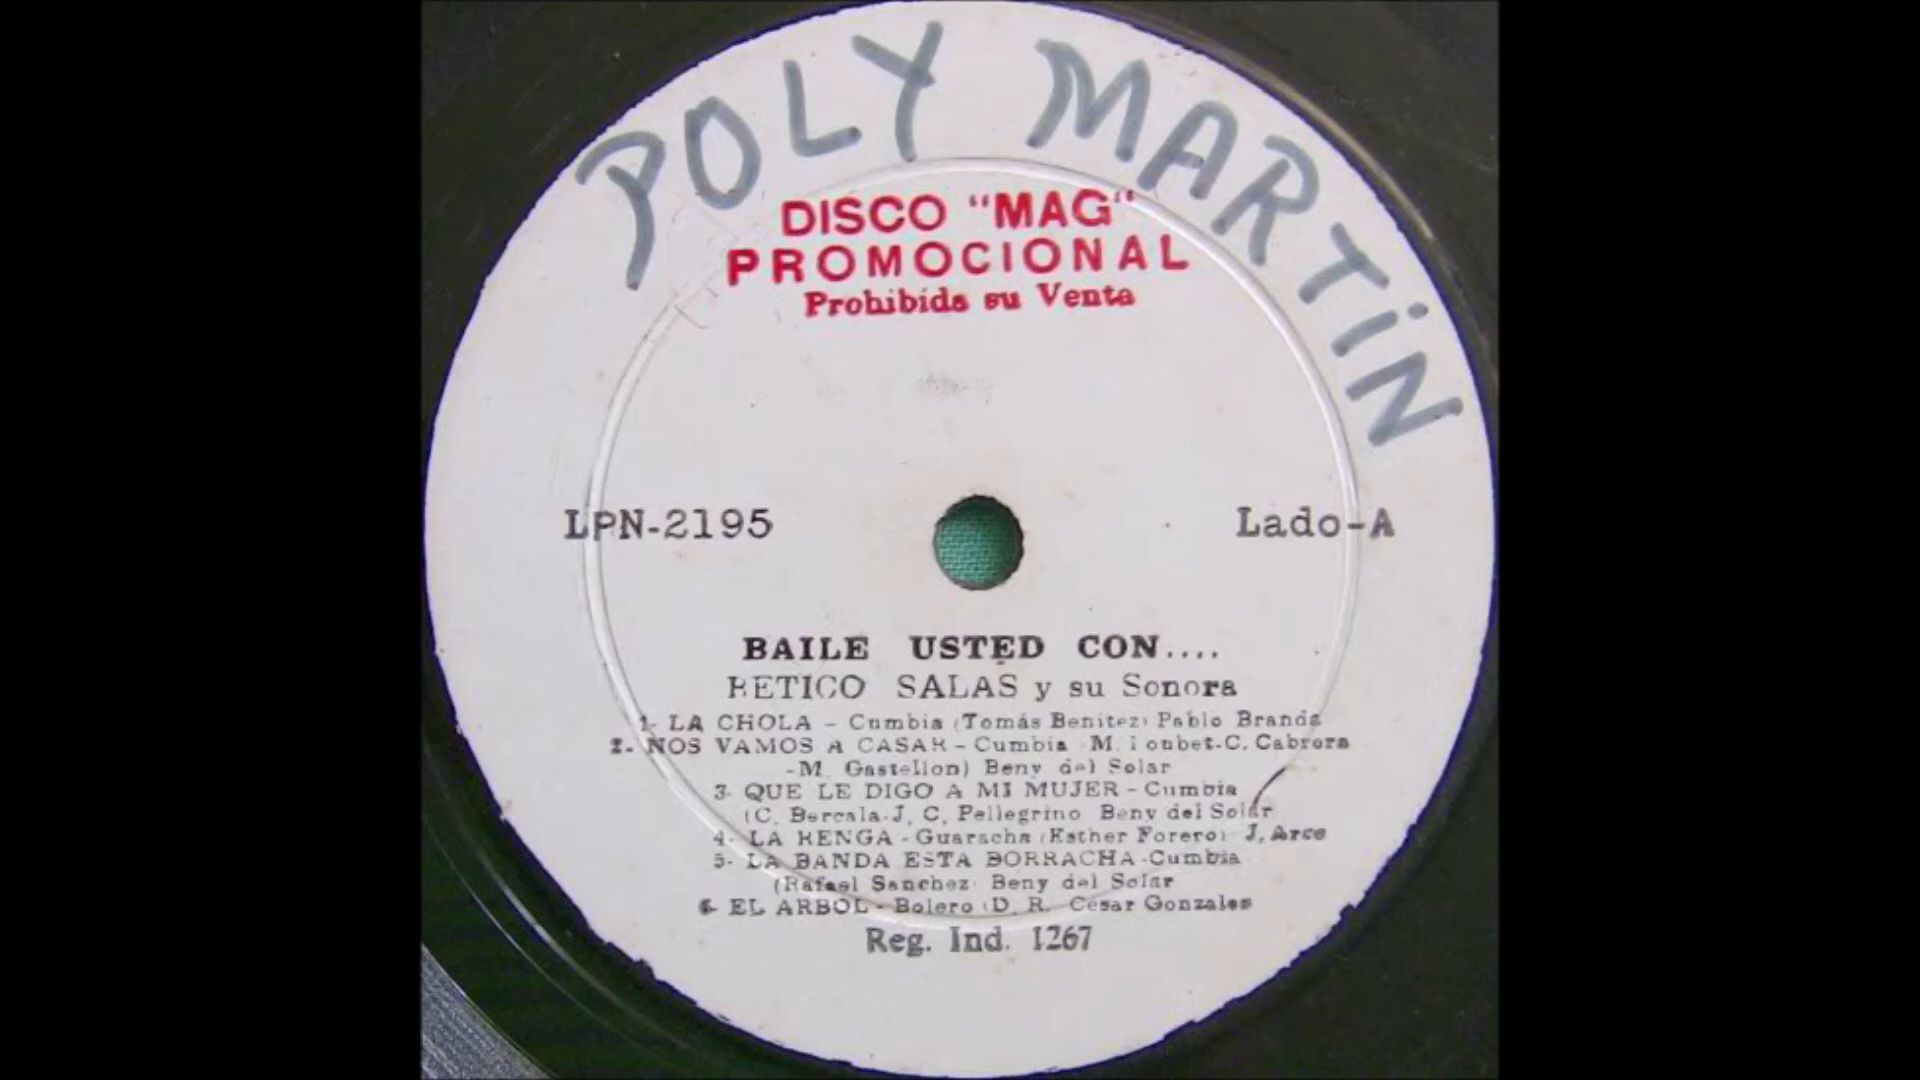 POLY MARTiN
DISCO "MAG"
PROMOCIONAL
Prohibida su Venta
LPN-2195
Lado-A
BAILE USTED CON....
BETICO SALAS y su Sonora
1- LA CHOLA - Cumbia (Tomás Benitez) Pablo Branda
2- NOS VAMOS A CASAR - Cumbia M. Loubet-C. Cabrera
-M. Gastellon) Beny del Solar
3- QUE LE DIGO A MI MUJER - Cumbia
(C. Bercala-J. C. Pellegrino Beny del Solar
4- LA RENGA - Guaracha (Esther Forero) J. Arce
5- LA BANDA ESTA BORRACHA - Cumbia
(Rafael Sanchez) Beny del Solar
6- EL ARBOL - Bolero (D. R. César Gonzales
Reg. Ind. 1267